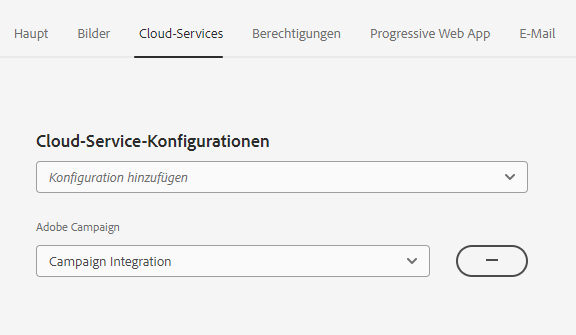 Haupt Bilder Cloud-Services Berechtigungen Progressive Web App E-Mail
Cloud-Service-Konfigurationen
Konfiguration hinzufügen
Adobe Campaign
Campaign Integration